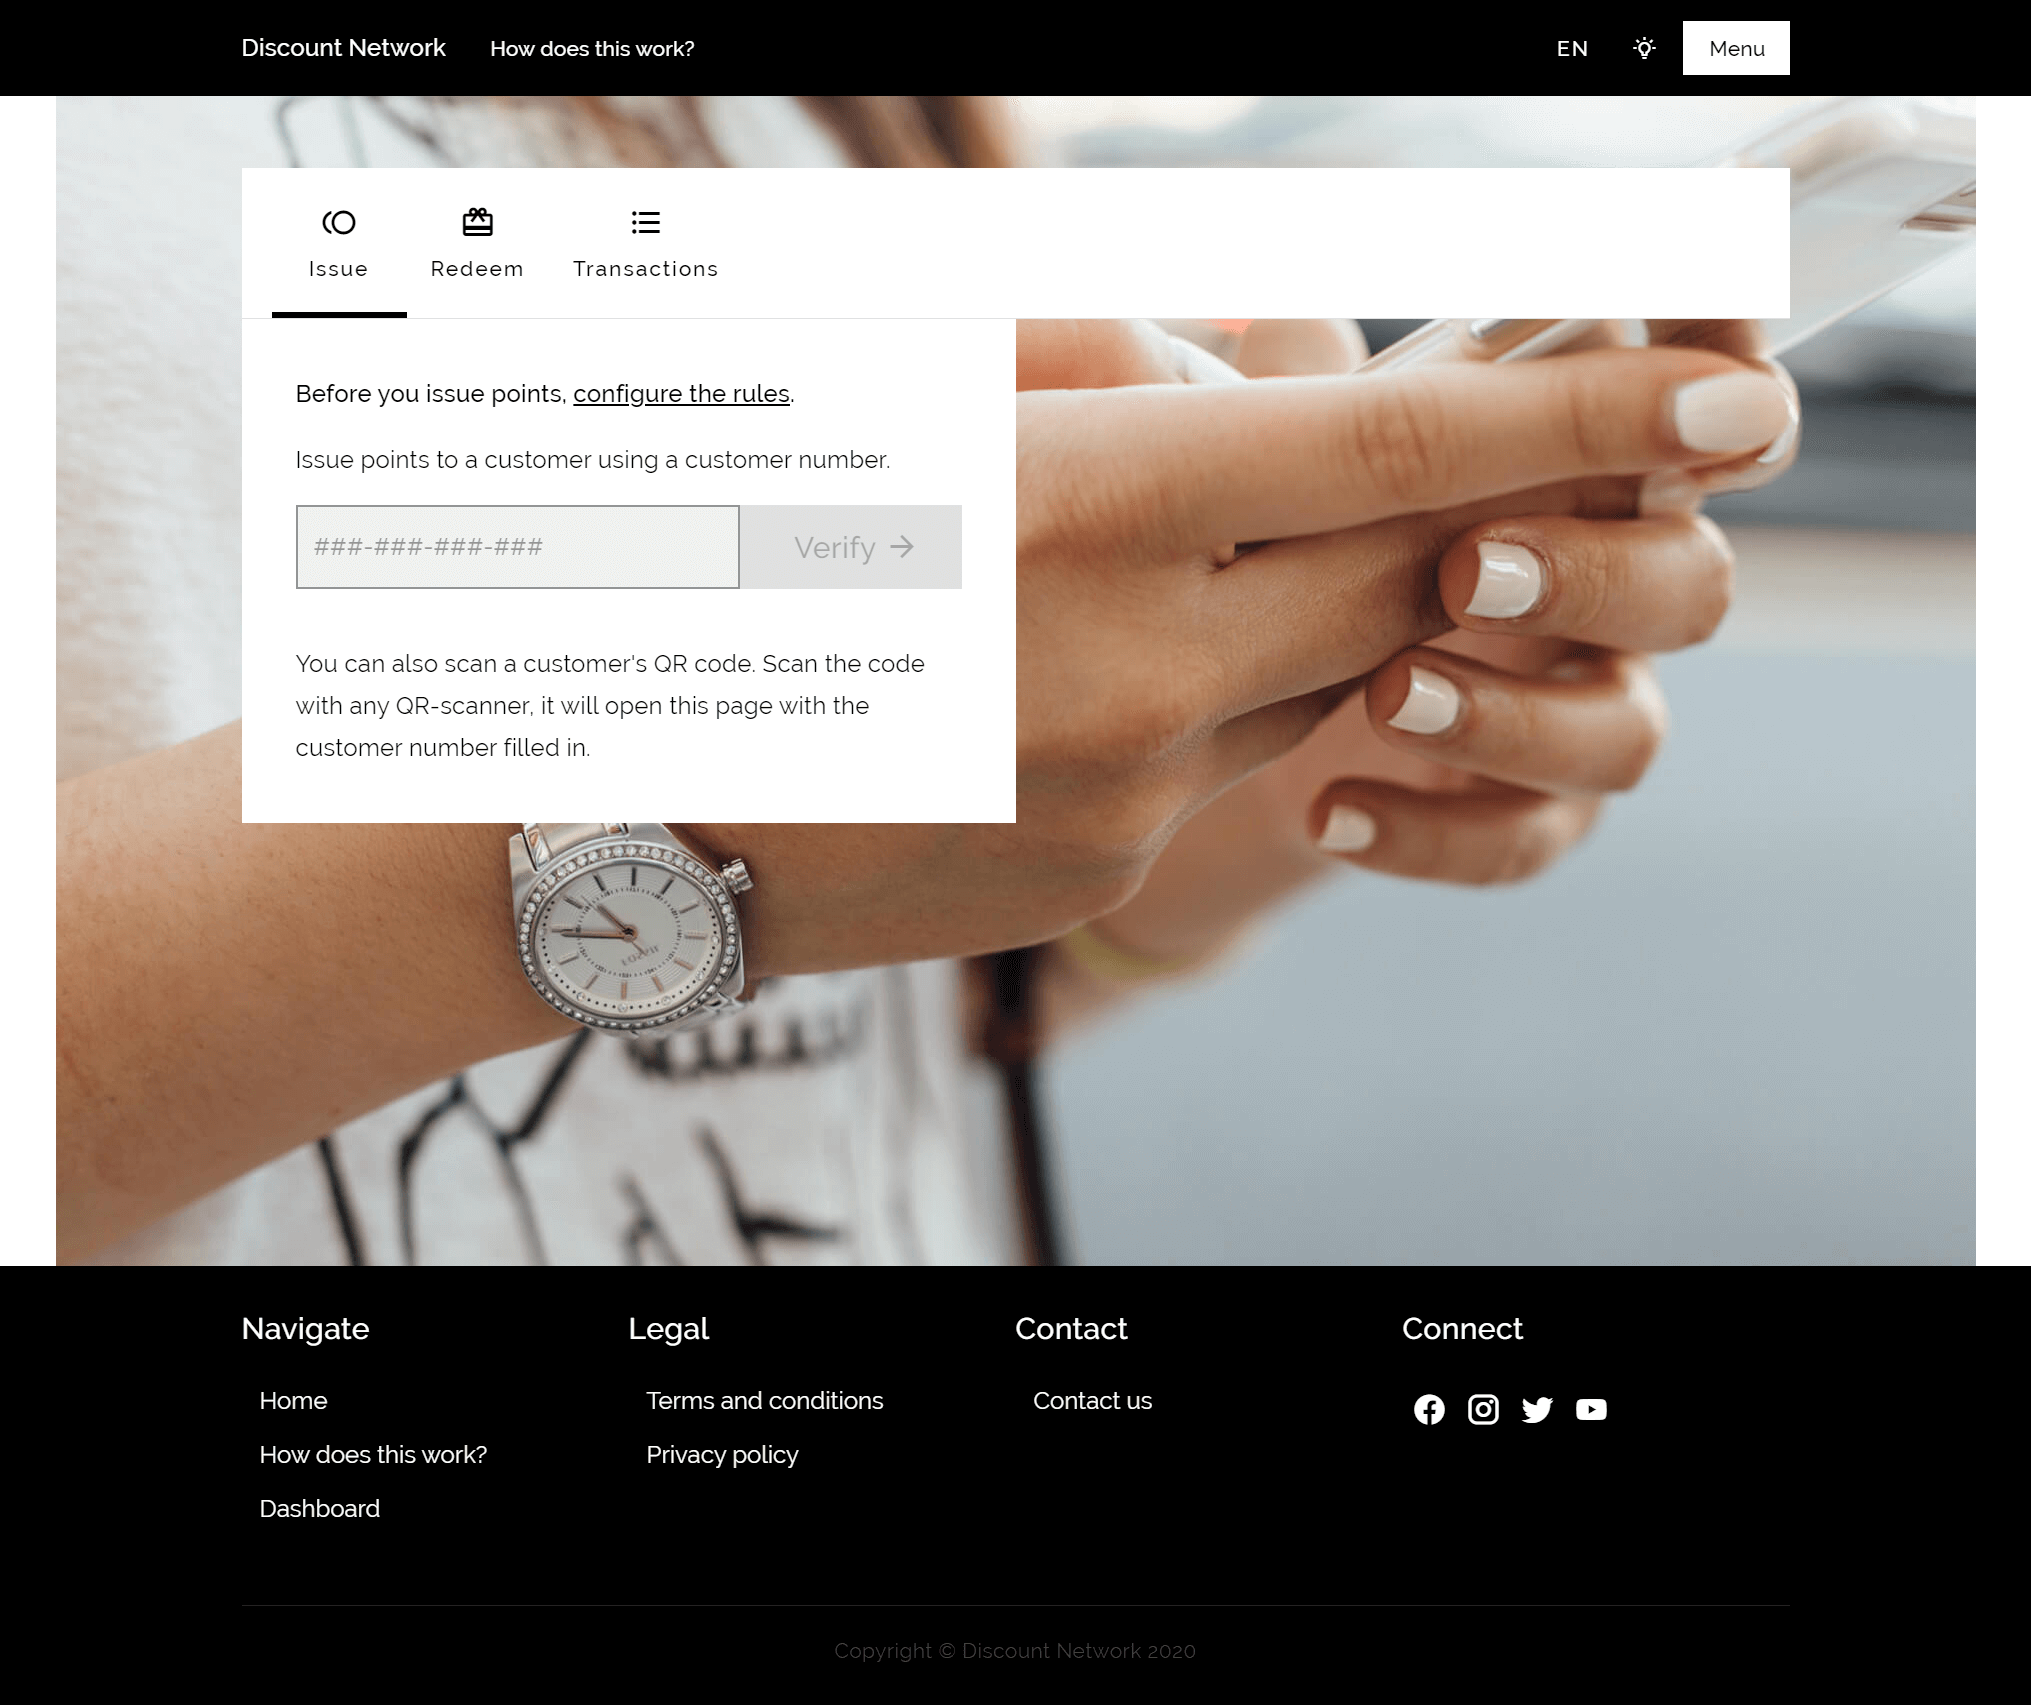 Discount Network
How does this work?
EN
Menu
Issue
Redeem
Transactions
Before you issue points, configure the rules.
Issue points to a customer using a customer number.
###-###-###-###
Verify
You can also scan a customer's QR code. Scan the code
with any QR-scanner, it will open this page with the
customer number filled in.
Navigate
Home
How does this work?
Dashboard
Legal
Terms and conditions
Privacy policy
Contact
Contact us
Connect
Copyright © Discount Network 2020